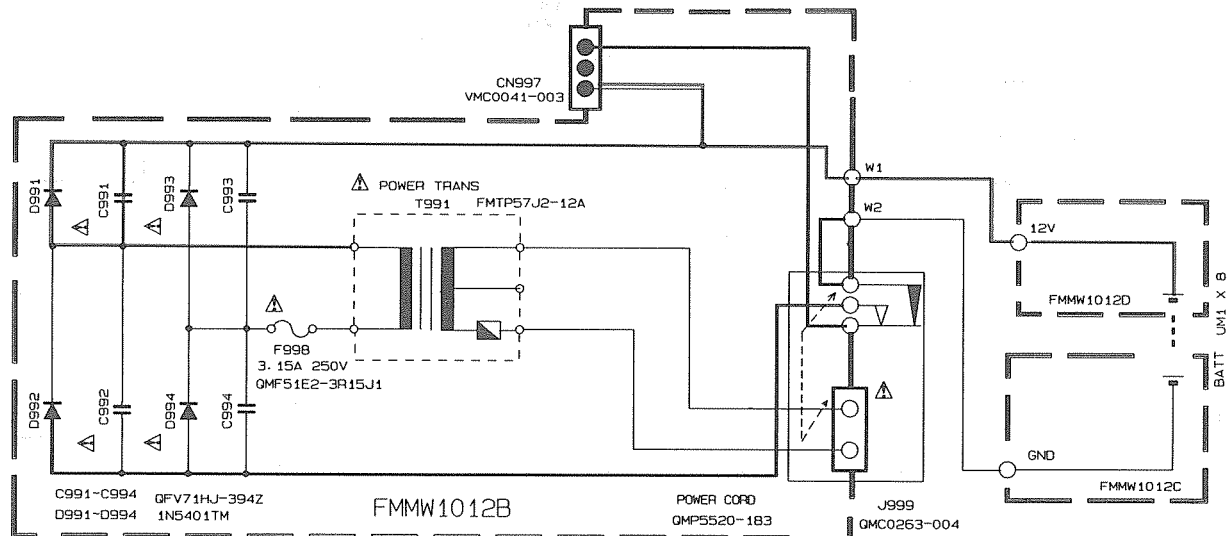 CN997
VMC0041-003
D991
C991
D993
C993
POWER TRANS
T991 FMTP57J2-12A
W1
W2
12V
FMMW1012D
BATT UM1 X 8
F998
3.15A 250V
QMF51E2-3R15J1
D992
C992
D994
C994
GND
FMMW1012C
C991~C994 QFV71HJ-394Z
D991~D994 1N5401TM
FMMW1012B
POWER CORD
QMP5520-183
J999
QMC0263-004